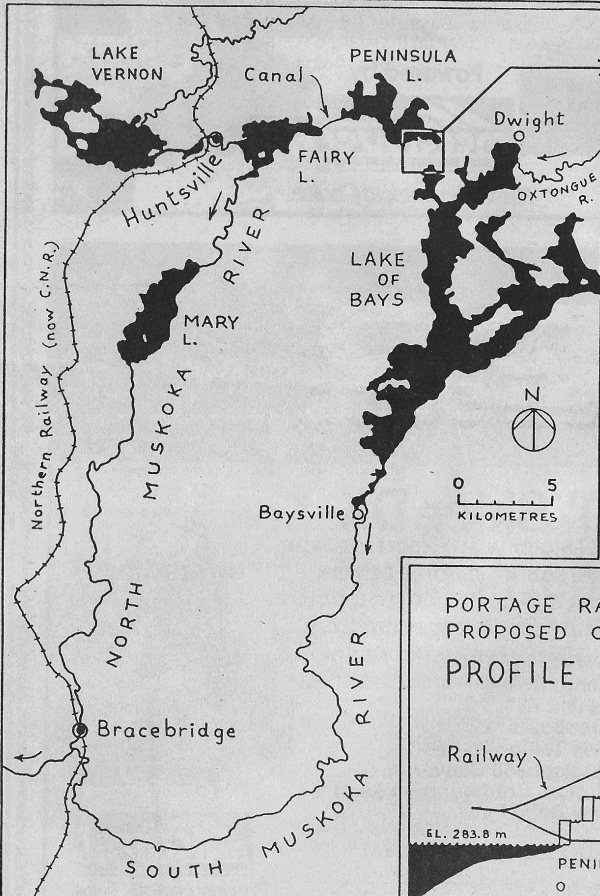 LAKE
VERNON
Canal
PENINSULA
L.
Dwight
OXTONGUE
R.
FAIRY
L.
Huntsville
LAKE
OF
BAYS
MARY
L.
Northern Railway (now C.N.R.)
NORTH MUSKOKA RIVER
N
0 5
KILOMETRES
Baysville
Bracebridge
SOUTH MUSKOKA RIVER
PORTAGE RA
PROPOSED C
PROFILE
Railway
EL. 283.8 m
PENI
0